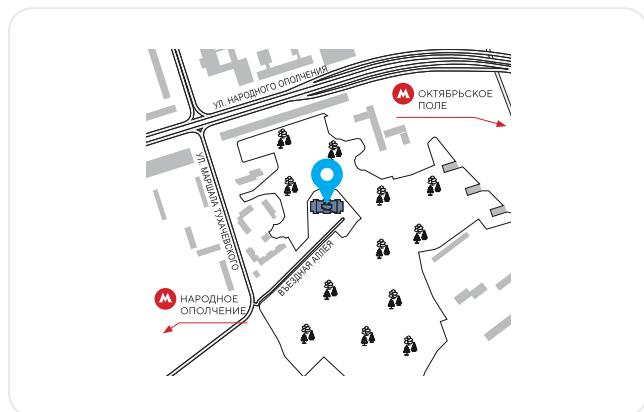 УЛ. НАРОДНОГО ОПОЛЧЕНИЯ
М ОКТЯБРЬСКОЕ
ПОЛЕ
УЛ. МАРШАЛА ТУХАЧЕВСКОГО
ВЪЕЗДНАЯ АЛЛЕЯ
М НАРОДНОЕ
ОПОЛЧЕНИЕ